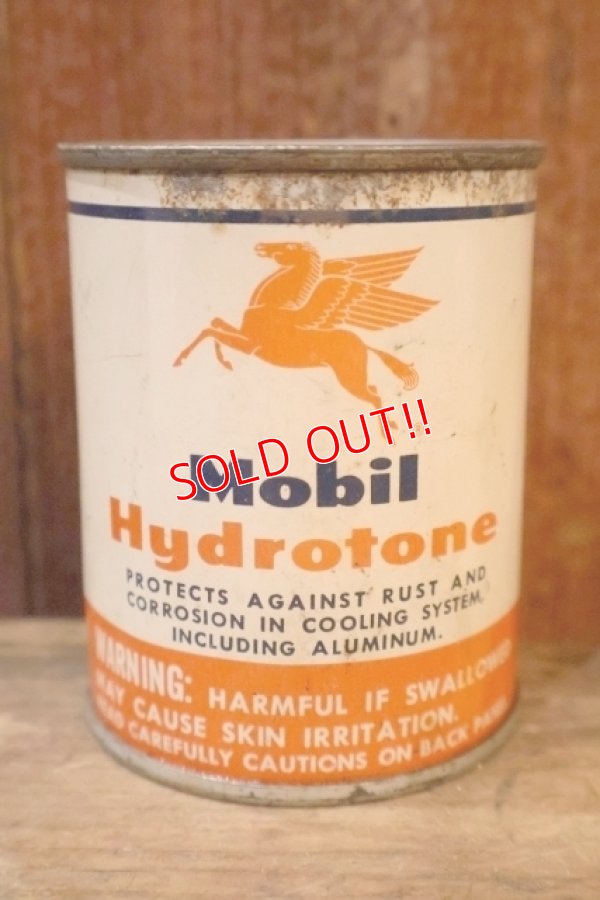 SOLD OUT!!
Mobil
Hydrotone
PROTECTS AGAINST RUST AND
CORROSION IN COOLING SYSTEM,
INCLUDING ALUMINUM.
WARNING: HARMFUL IF SWALLOWED
MAY CAUSE SKIN IRRITATION.
READ CAREFULLY CAUTIONS ON BACK PANEL